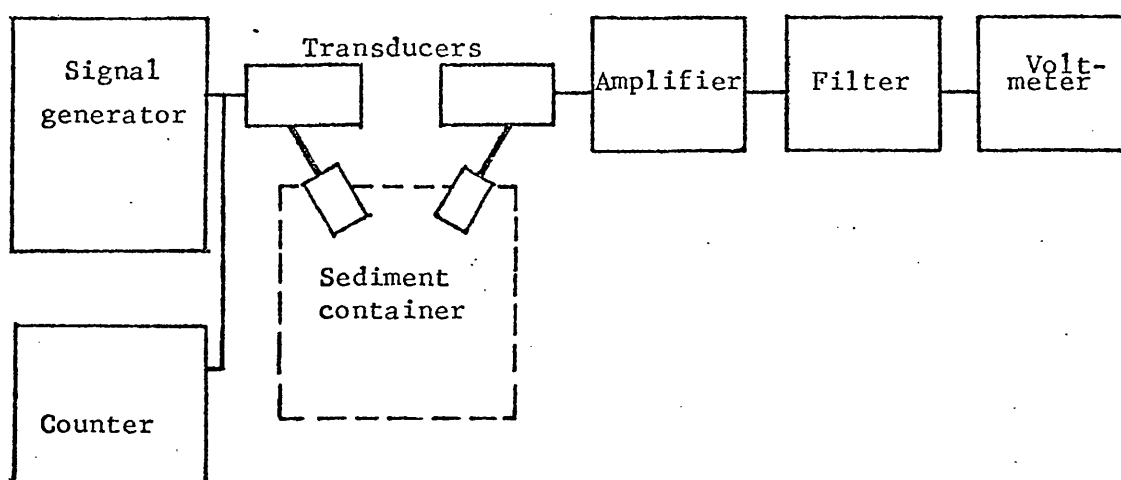 Transducers
Signal
generator
Amplifier
Filter
Volt-
meter
Sediment
container
Counter